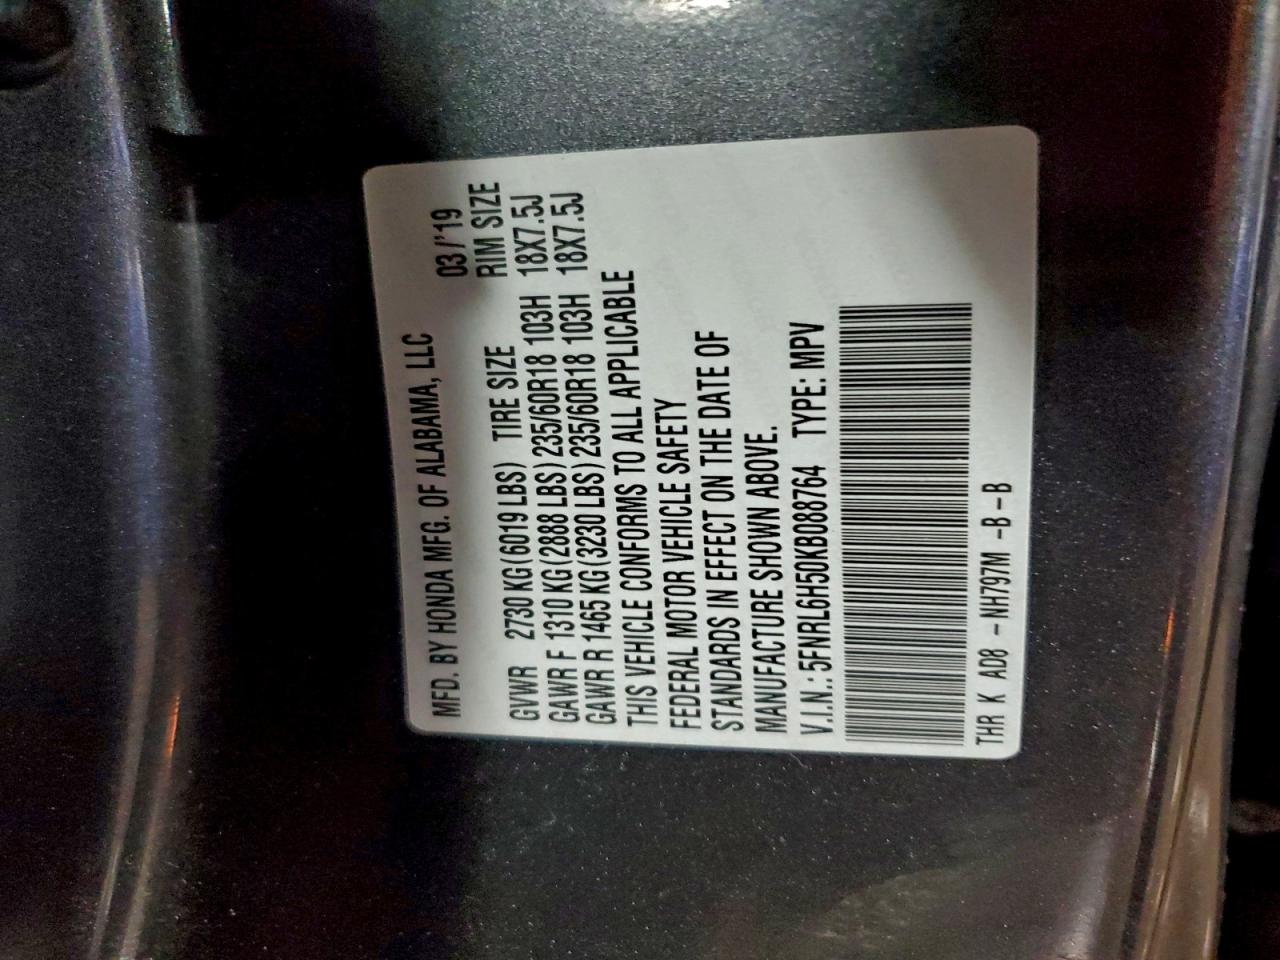 MFD. BY HONDA MFG. OF ALABAMA, LLC
03/'19
TIRE SIZE RIM SIZE
GVWR 2730 KG (6019 LBS)
GAWR F 1310 KG (2888 LBS) 235/60R18 103H 18X7.5J
GAWR R 1465 KG (3230 LBS) 235/60R18 103H 18X7.5J
THIS VEHICLE CONFORMS TO ALL APPLICABLE
FEDERAL MOTOR VEHICLE SAFETY
STANDARDS IN EFFECT ON THE DATE OF
MANUFACTURE SHOWN ABOVE.
V.I.N.: 5FNRL6H50KB088764 TYPE: MPV
THR K AD8 - NH797M -B-B